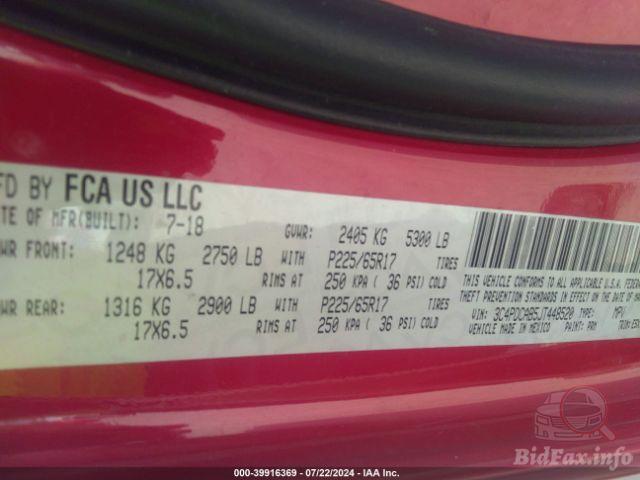 FD BY FCA US LLC
TE OF MFR(BUILT): 7-18 GVWR: 2405 KG 5300 LB
WR FRONT: 1248 KG 2750 LB WITH P225/65R17 TIRES
17X6.5 RIMS AT 250 KPA ( 36 PSI) COLD
WR REAR: 1316 KG 2900 LB WITH P225/65R17 TIRES
17X6.5 RIMS AT 250 KPA ( 36 PSI) COLD
THIS VEHICLE CONFORMS TO ALL APPLICABLE U.S.A. FEDERA
THEFT PREVENTION STANDARDS IN EFFECT ON THE DATE OF M
VIN: 3C4PDCAB5JT448520 TYPE: MPV
VEHICLE MADE IN MEXICO PAINT: PRM TRIM:
BidFax.info
000-39916369 - 07/22/2024 - IAA Inc.